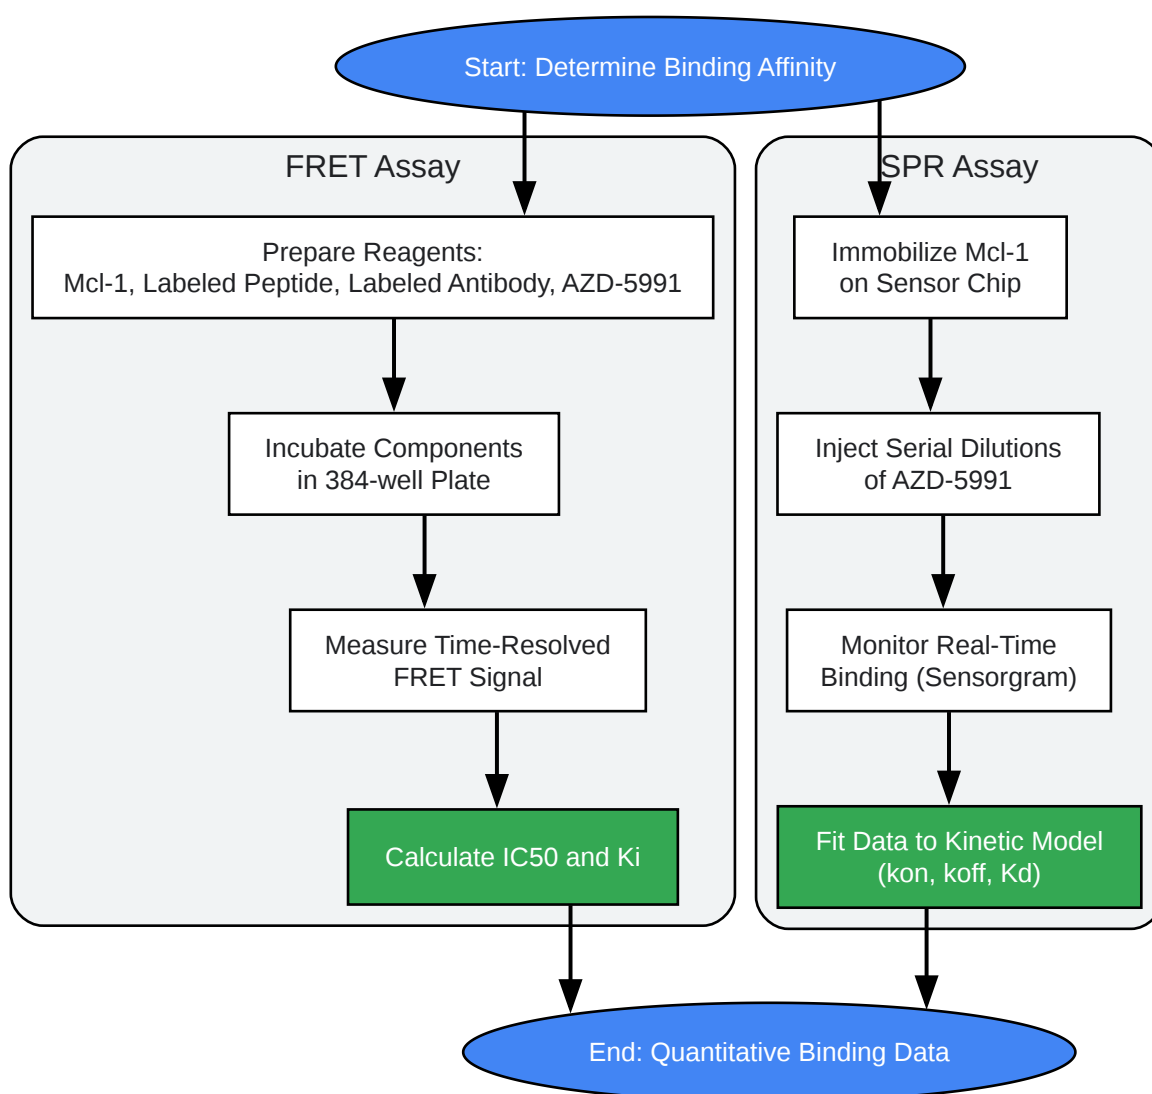 Start: Determine Binding Affinity
FRET Assay
Prepare Reagents:
Mcl-1, Labeled Peptide, Labeled Antibody, AZD-5991
Incubate Components
in 384-well Plate
Measure Time-Resolved
FRET Signal
Calculate IC50 and Ki
SPR Assay
Immobilize Mcl-1
on Sensor Chip
Inject Serial Dilutions
of AZD-5991
Monitor Real-Time
Binding (Sensorgram)
Fit Data to Kinetic Model
(kon, koff, Kd)
End: Quantitative Binding Data